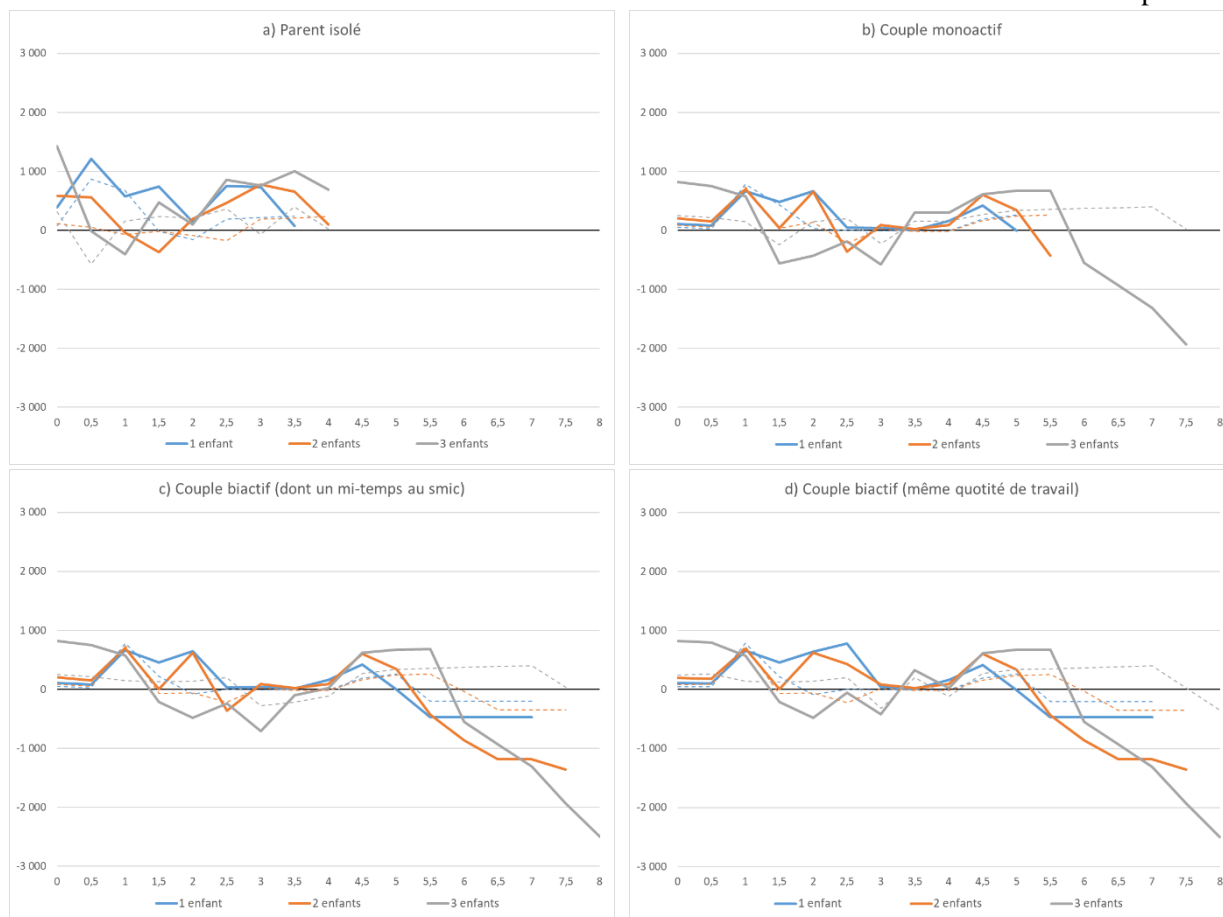 a) Parent isolé
3 000
2 000
1 000
0
-1 000
-2 000
-3 000
0 0,5 1 1,5 2 2,5 3 3,5 4 4,5 5 5,5 6 6,5 7 7,5 8
1 enfant 2 enfants 3 enfants
b) Couple monoactif
3 000
2 000
1 000
0
-1 000
-2 000
-3 000
0 0,5 1 1,5 2 2,5 3 3,5 4 4,5 5 5,5 6 6,5 7 7,5 8
1 enfant 2 enfants 3 enfants
c) Couple biactif (dont un mi-temps au smic)
3 000
2 000
1 000
0
-1 000
-2 000
-3 000
0 0,5 1 1,5 2 2,5 3 3,5 4 4,5 5 5,5 6 6,5 7 7,5 8
1 enfant 2 enfants 3 enfants
d) Couple biactif (même quotité de travail)
3 000
2 000
1 000
0
-1 000
-2 000
-3 000
0 0,5 1 1,5 2 2,5 3 3,5 4 4,5 5 5,5 6 6,5 7 7,5 8
1 enfant 2 enfants 3 enfants